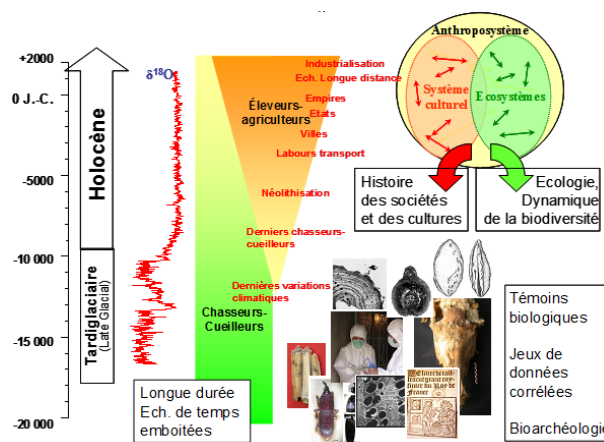 +2000
0 J.-C.
-5000
-10 000
-15 000
-20 000
Holocène
Tardiglaciaire
(Late Glacial)
δ18O
Éleveurs-
agriculteurs
Chasseurs-
Cueilleurs
Industrialisation
Ech. Longue distance
Empires
Etats
Villes
Labours transport
Néolithisation
Derniers chasseurs-
cueilleurs
Dernières variations
climatiques
Anthroposystème
Système
culturel
Ecosystèmes
Histoire
des sociétés
et des cultures
Ecologie,
Dynamique
de la biodiversité
Longue durée
Ech. de temps
emboitées
Témoins
biologiques
Jeux de
données
corrélées
Bioarchéologie